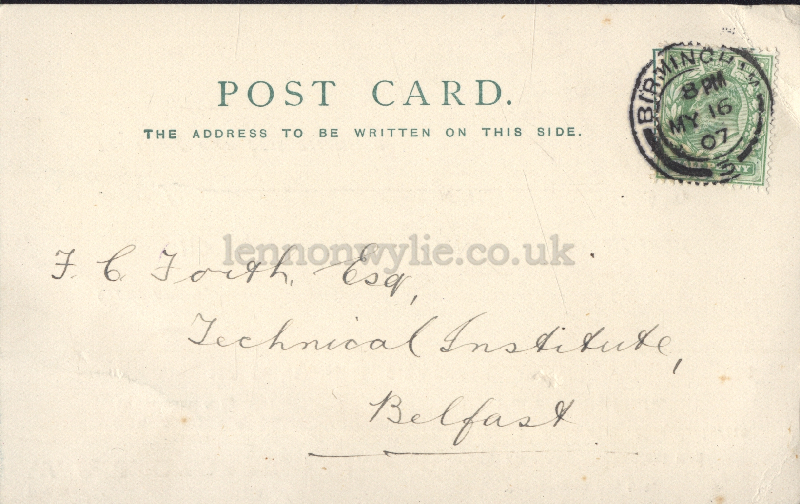 POST CARD.
THE ADDRESS TO BE WRITTEN ON THIS SIDE.
BIRMINGHAM
8 PM
MY 16
07
lennonwylie.co.uk
F. C. Forth, Esq,
Technical Institute,
Belfast